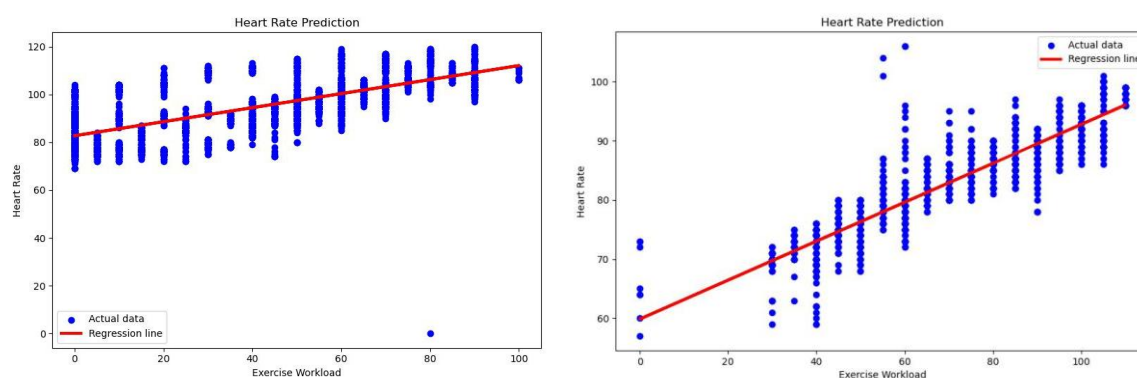 Heart Rate Prediction
Heart Rate
120
100
80
60
40
20
0
Actual data
Regression line
0 20 40 60 80 100
Exercise Workload
Heart Rate Prediction
Actual data
Regression line
Heart Rate
100
90
80
70
60
0 20 40 60 80 100
Exercise Workload